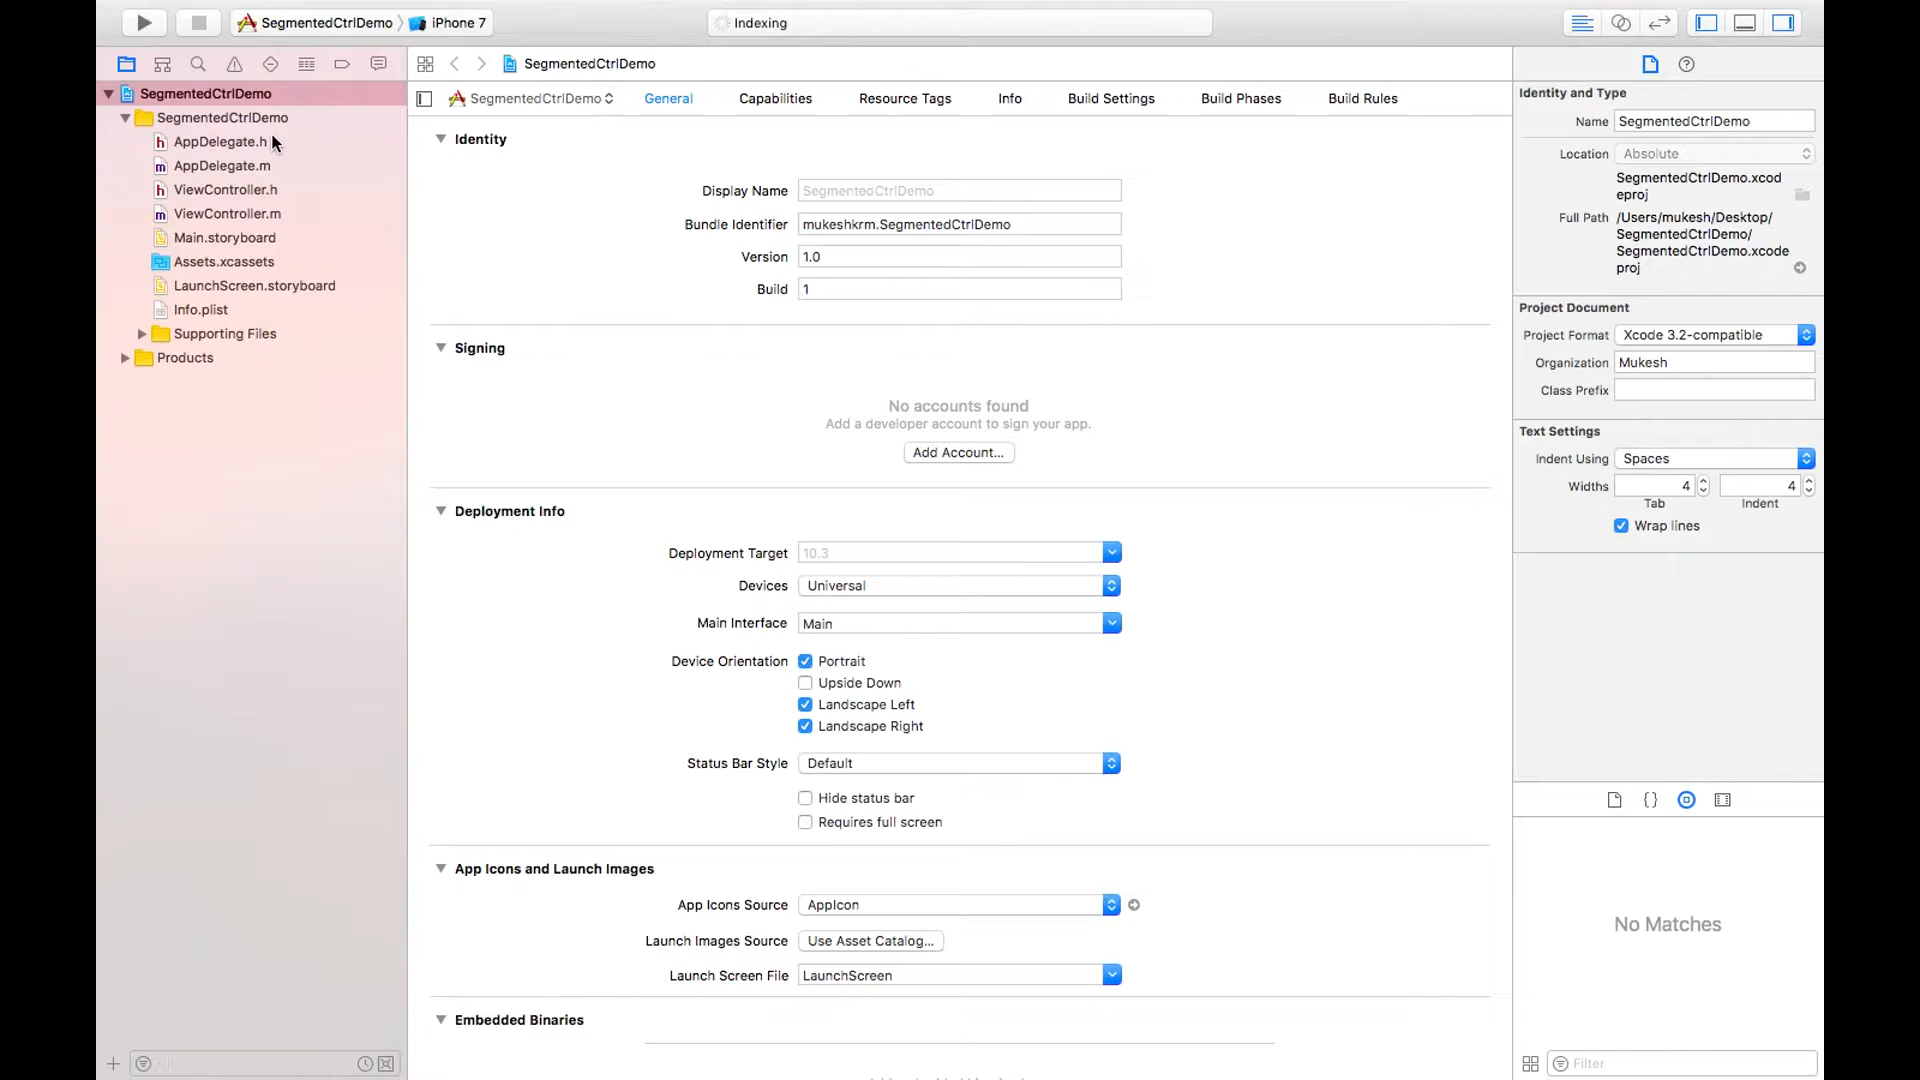 SegmentedCtrlDemo
iPhone 7
Indexing
SegmentedCtrlDemo
SegmentedCtrlDemo
AppDelegate.h
AppDelegate.m
ViewController.h
ViewController.m
Main.storyboard
Assets.xcassets
LaunchScreen.storyboard
Info.plist
Supporting Files
Products
SegmentedCtrlDemo
SegmentedCtrlDemo
General
Capabilities
Resource Tags
Info
Build Settings
Build Phases
Build Rules
Identity
Display Name SegmentedCtrlDemo
Bundle Identifier mukeshkrm.SegmentedCtrlDemo
Version 1.0
Build 1
Signing
No accounts found
Add a developer account to sign your app.
Add Account...
Deployment Info
Deployment Target 10.3
Devices Universal
Main Interface Main
Device Orientation Portrait
Upside Down
Landscape Left
Landscape Right
Status Bar Style Default
Hide status bar
Requires full screen
App Icons and Launch Images
App Icons Source AppIcon
Launch Images Source Use Asset Catalog...
Launch Screen File LaunchScreen
Embedded Binaries
Identity and Type
Name SegmentedCtrlDemo
Location Absolute
SegmentedCtrlDemo.xcod
eproj
Full Path /Users/mukesh/Desktop/
SegmentedCtrlDemo/
SegmentedCtrlDemo.xcode
proj
Project Document
Project Format Xcode 3.2-compatible
Organization Mukesh
Class Prefix
Text Settings
Indent Using Spaces
Widths 4 4
Tab Indent
Wrap lines
{}
No Matches
Filter